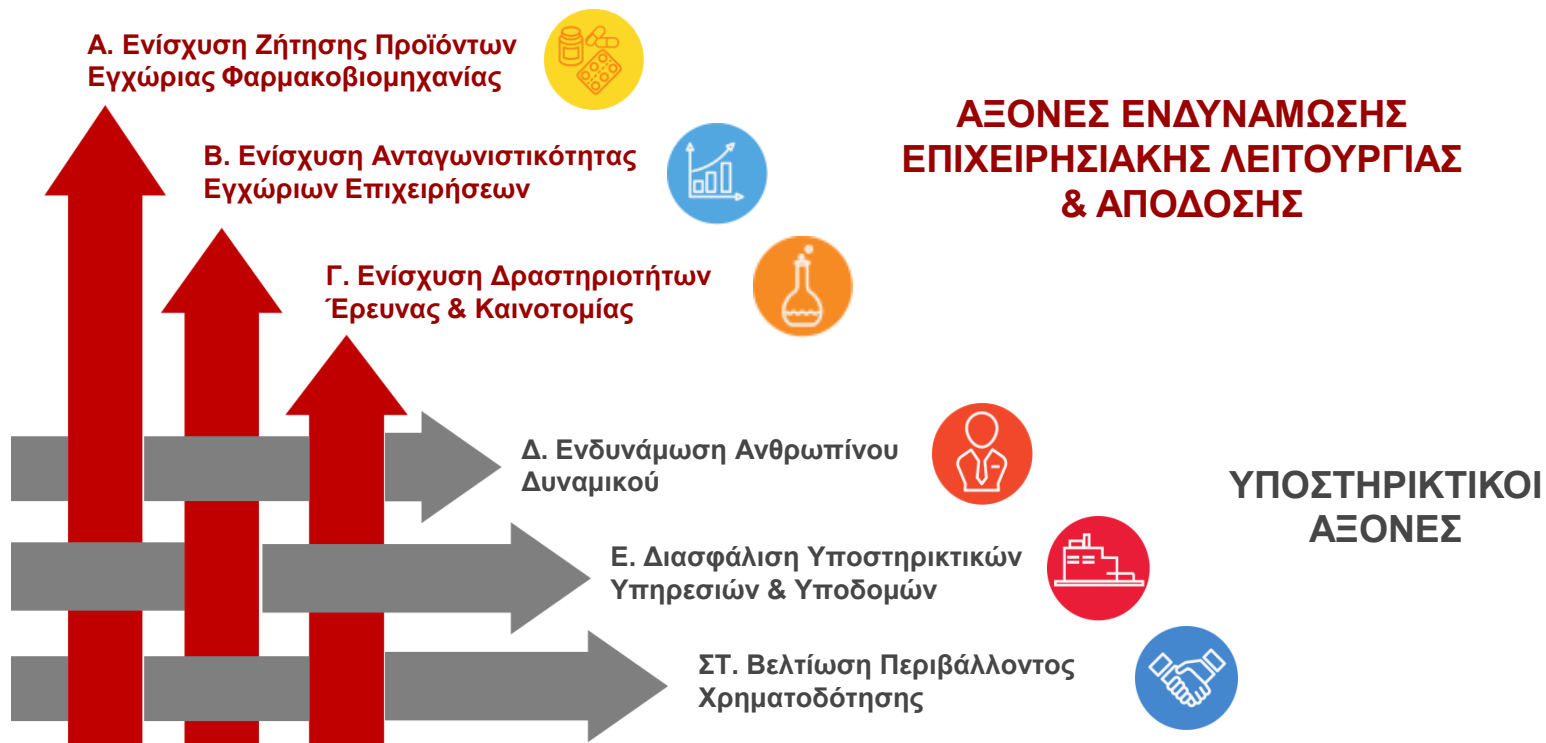 Α. Ενίσχυση Ζήτησης Προϊόντων
Εγχώριας Φαρμακοβιομηχανίας
ΑΞΟΝΕΣ ΕΝΔΥΝΑΜΩΣΗΣ
ΕΠΙΧΕΙΡΗΣΙΑΚΗΣ ΛΕΙΤΟΥΡΓΙΑΣ
& ΑΠΟΔΟΣΗΣ
Β. Ενίσχυση Ανταγωνιστικότητας
Εγχώριων Επιχειρήσεων
Γ. Ενίσχυση Δραστηριοτήτων
Έρευνας & Καινοτομίας
Δ. Ενδυνάμωση Ανθρωπίνου
Δυναμικού
ΥΠΟΣΤΗΡΙΚΤΙΚΟΙ
ΑΞΟΝΕΣ
Ε. Διασφάλιση Υποστηρικτικών
Υπηρεσιών & Υποδομών
ΣΤ. Βελτίωση Περιβάλλοντος
Χρηματοδότησης